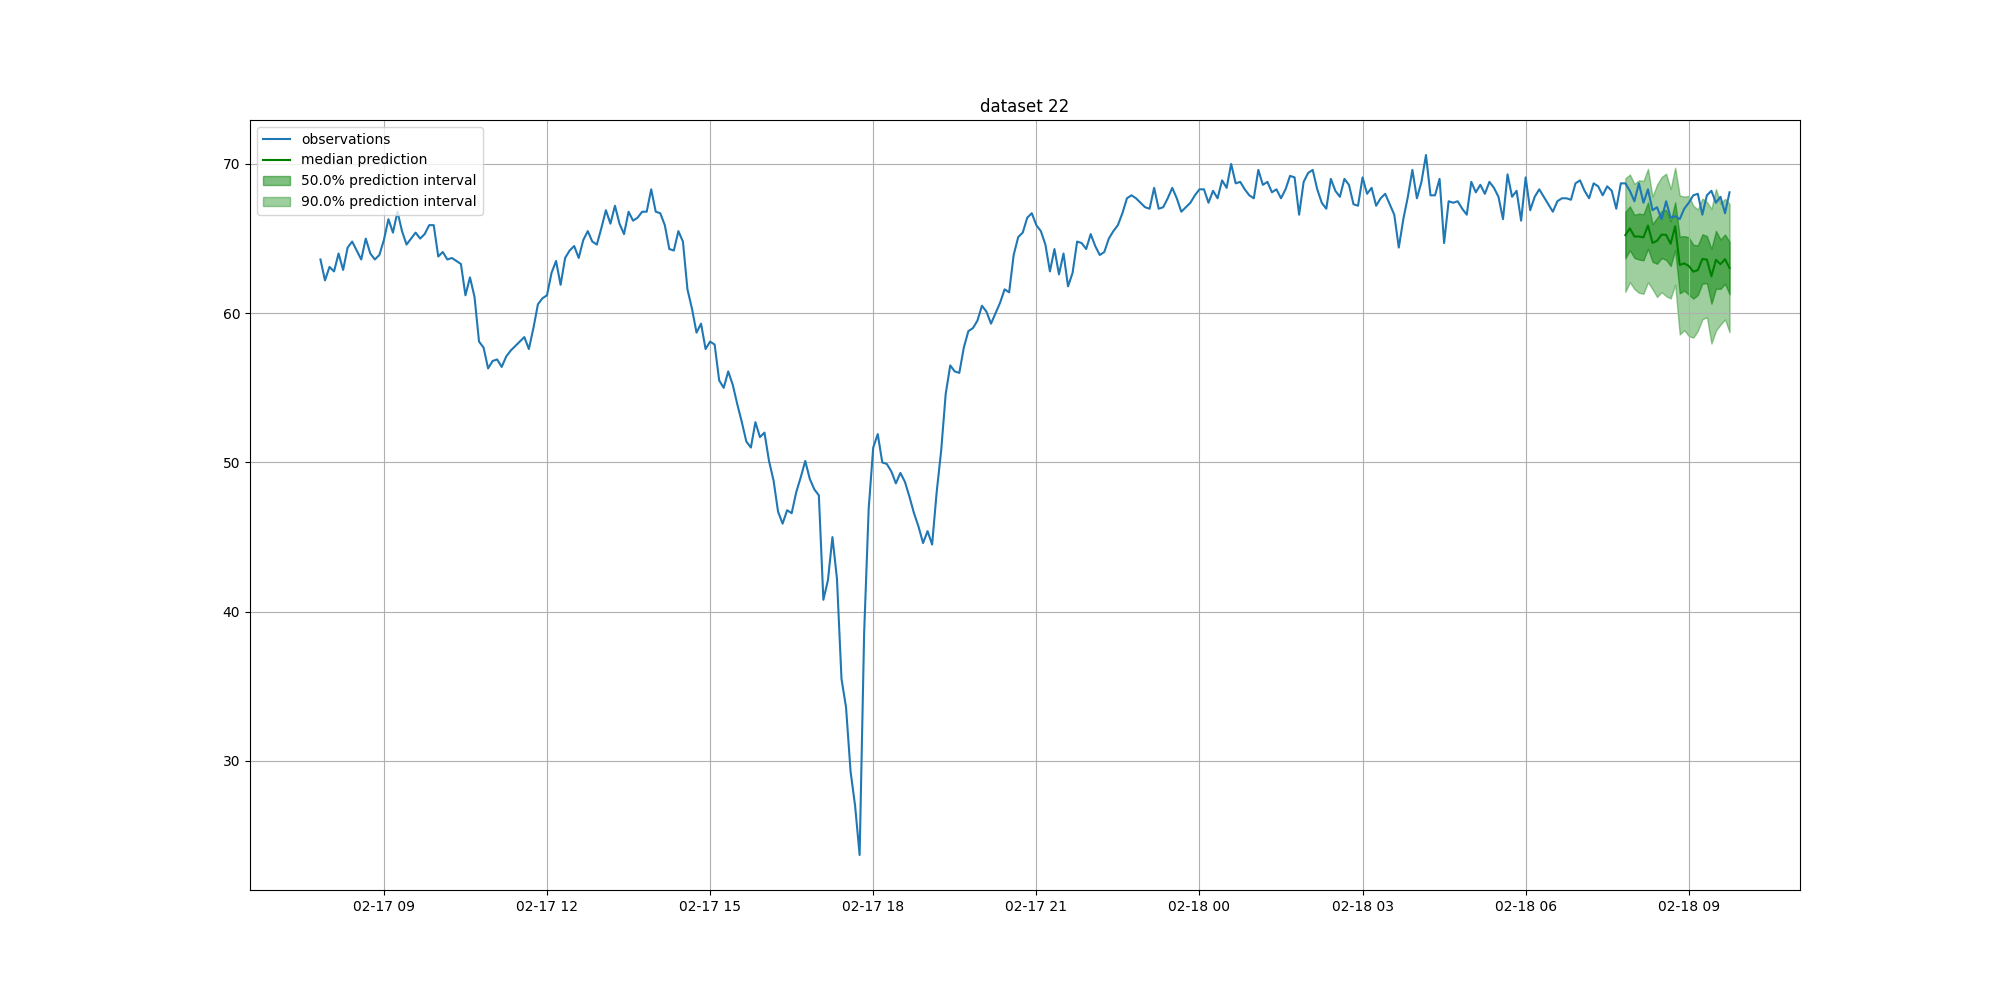 dataset 22
observations
median prediction
50.0% prediction interval
90.0% prediction interval
70
60
50
40
30
02-17 09
02-17 12
02-17 15
02-17 18
02-17 21
02-18 00
02-18 03
02-18 06
02-18 09